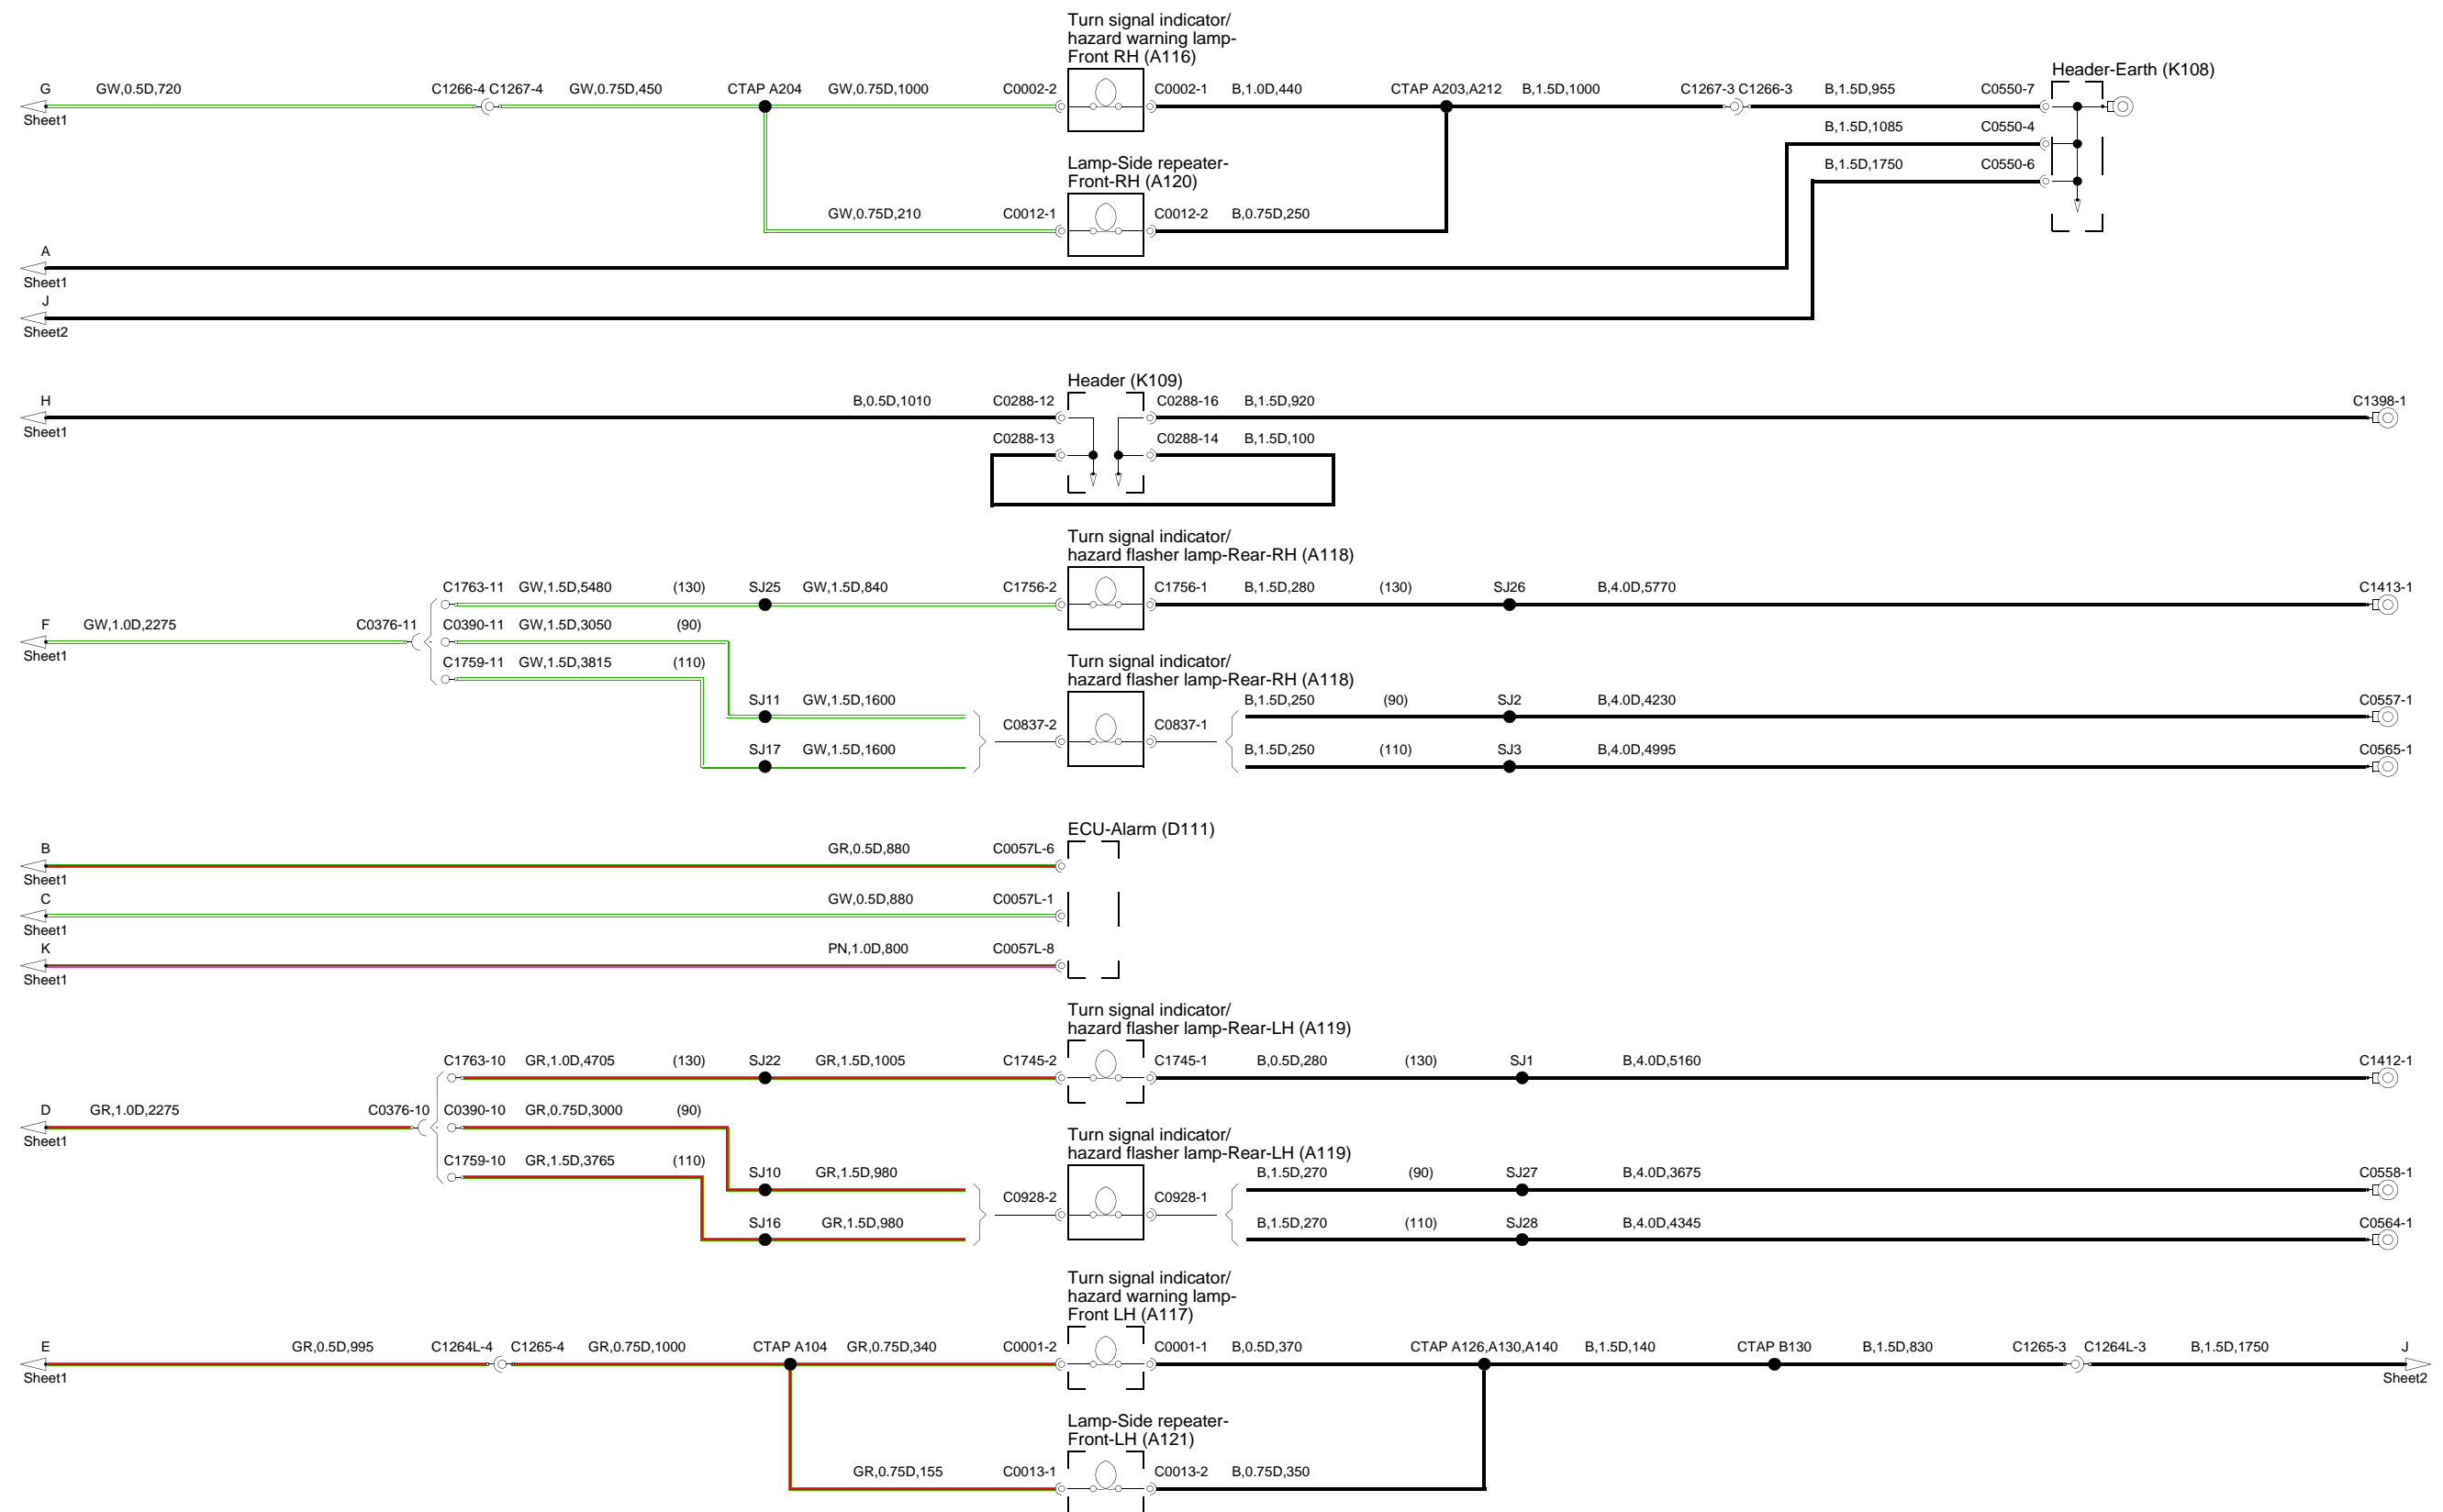 Turn signal indicator/
hazard warning lamp-
Front RH (A116)
Header-Earth (K108)
G GW,0.5D,720 C1266-4 C1267-4 GW,0.75D,450 CTAP A204 GW,0.75D,1000 C0002-2 C0002-1 B,1.0D,440 CTAP A203,A212 B,1.5D,1000 C1267-3 C1266-3 B,1.5D,955 C0550-7
Sheet1
B,1.5D,1085 C0550-4
Lamp-Side repeater-
Front-RH (A120)
B,1.5D,1750 C0550-6
GW,0.75D,210 C0012-1 C0012-2 B,0.75D,250
A
Sheet1
J
Sheet2
Header (K109)
H B,0.5D,1010 C0288-12 C0288-16 B,1.5D,920 C1398-1
Sheet1
C0288-13 C0288-14 B,1.5D,100
Turn signal indicator/
hazard flasher lamp-Rear-RH (A118)
C1763-11 GW,1.5D,5480 (130) SJ25 GW,1.5D,840 C1756-2 C1756-1 B,1.5D,280 (130) SJ26 B,4.0D,5770 C1413-1
F GW,1.0D,2275 C0376-11 C0390-11 GW,1.5D,3050 (90)
Sheet1
C1759-11 GW,1.5D,3815 (110)
Turn signal indicator/
hazard flasher lamp-Rear-RH (A118)
SJ11 GW,1.5D,1600 B,1.5D,250 (90) SJ2 B,4.0D,4230 C0557-1
C0837-2 C0837-1
SJ17 GW,1.5D,1600 B,1.5D,250 (110) SJ3 B,4.0D,4995 C0565-1
ECU-Alarm (D111)
B GR,0.5D,880 C0057L-6
Sheet1
C GW,0.5D,880 C0057L-1
Sheet1
K PN,1.0D,800 C0057L-8
Sheet1
Turn signal indicator/
hazard flasher lamp-Rear-LH (A119)
C1763-10 GR,1.0D,4705 (130) SJ22 GR,1.5D,1005 C1745-2 C1745-1 B,0.5D,280 (130) SJ1 B,4.0D,5160 C1412-1
D GR,1.0D,2275 C0376-10 C0390-10 GR,0.75D,3000 (90)
Sheet1
Turn signal indicator/
hazard flasher lamp-Rear-LH (A119)
C1759-10 GR,1.5D,3765 (110)
SJ10 GR,1.5D,980 B,1.5D,270 (90) SJ27 B,4.0D,3675 C0558-1
C0928-2 C0928-1
SJ16 GR,1.5D,980 B,1.5D,270 (110) SJ28 B,4.0D,4345 C0564-1
Turn signal indicator/
hazard warning lamp-
Front LH (A117)
E GR,0.5D,995 C1264L-4 C1265-4 GR,0.75D,1000 CTAP A104 GR,0.75D,340 C0001-2 C0001-1 B,0.5D,370 CTAP A126,A130,A140 B,1.5D,140 CTAP B130 B,1.5D,830 C1265-3 C1264L-3 B,1.5D,1750 J
Sheet1 Sheet2
Lamp-Side repeater-
Front-LH (A121)
GR,0.75D,155 C0013-1 C0013-2 B,0.75D,350